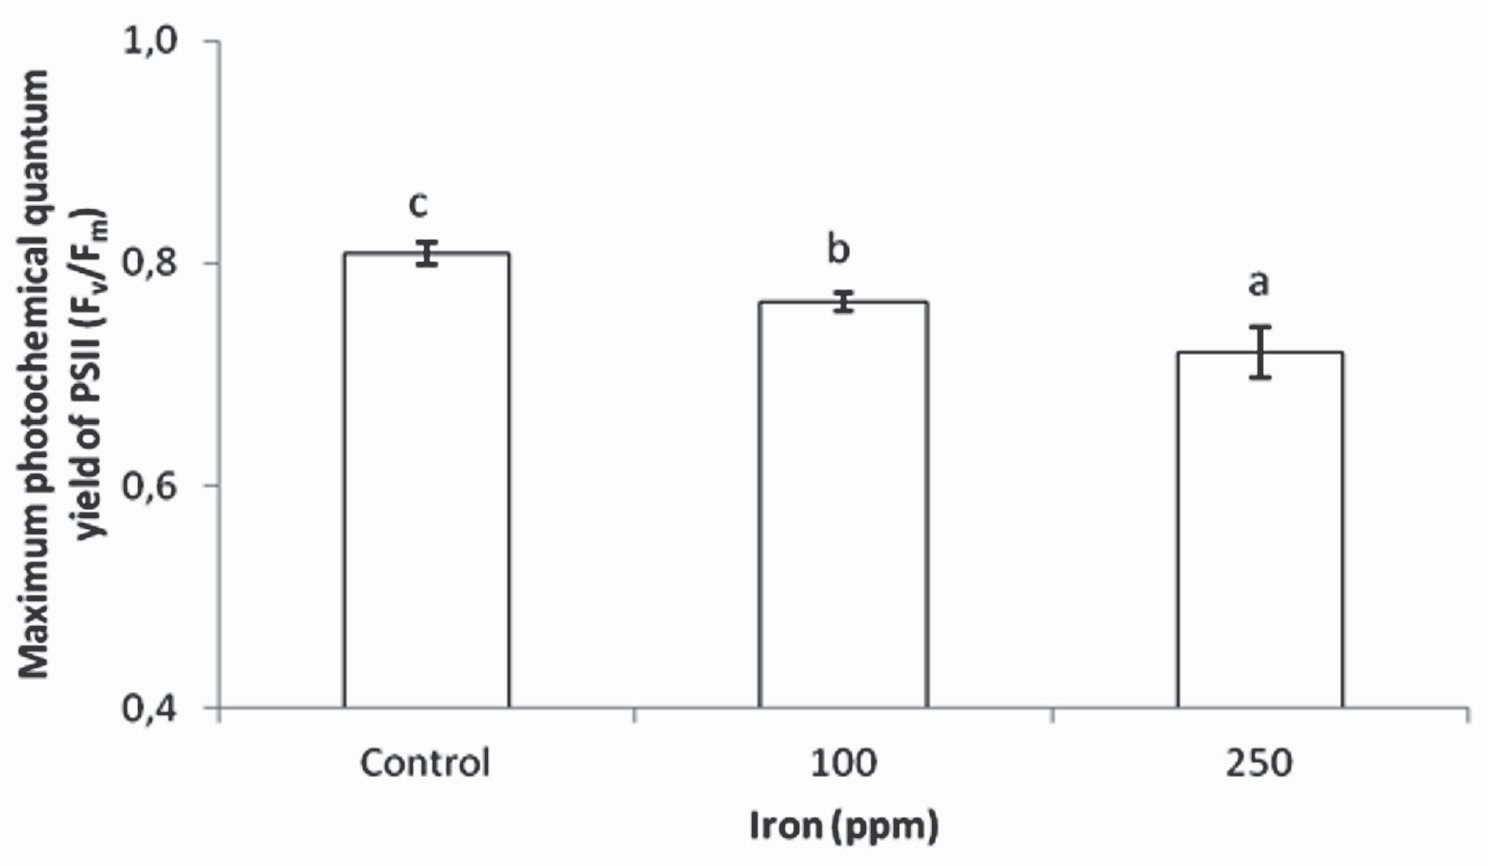 Maximum photochemical quantum
yield of PSII (Fv/Fm)
1,0
0,8
0,6
0,4
c
b
a
Control
100
250
Iron (ppm)